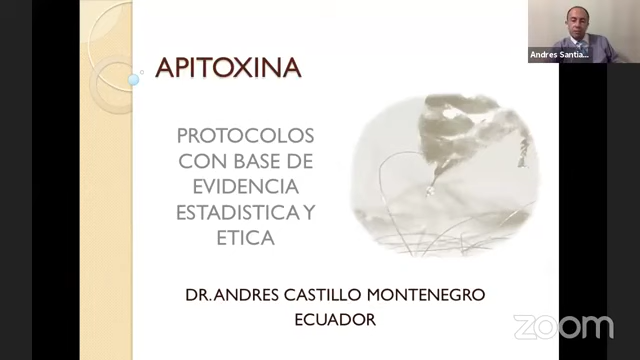 APITOXINA
PROTOCOLOS
CON BASE DE
EVIDENCIA
ESTADISTICA Y
ETICA
DR. ANDRES CASTILLO MONTENEGRO
ECUADOR
Andres Santia...
zoom